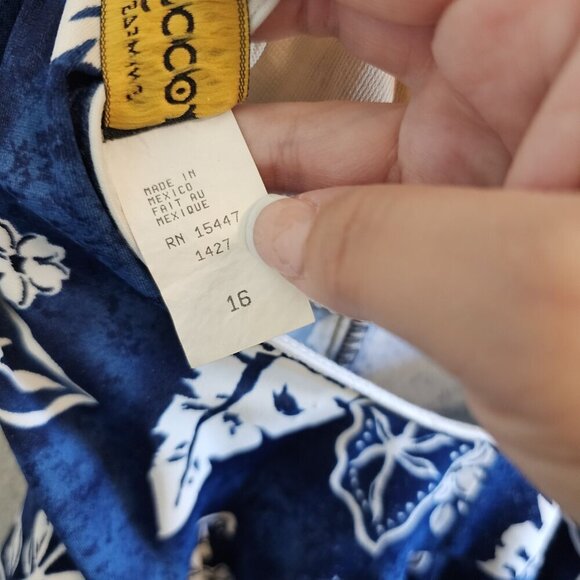 MADE IN
MEXICO
FAIT AU
MEXIQUE
RN 15447
1427
16